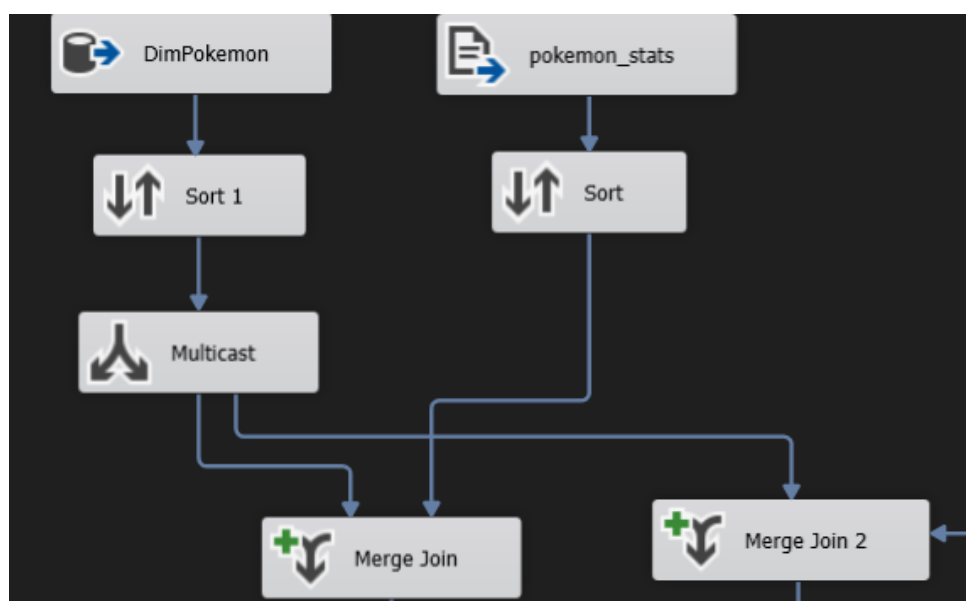 DimPokemon
pokemon_stats
Sort 1
Sort
Multicast
Merge Join
Merge Join 2